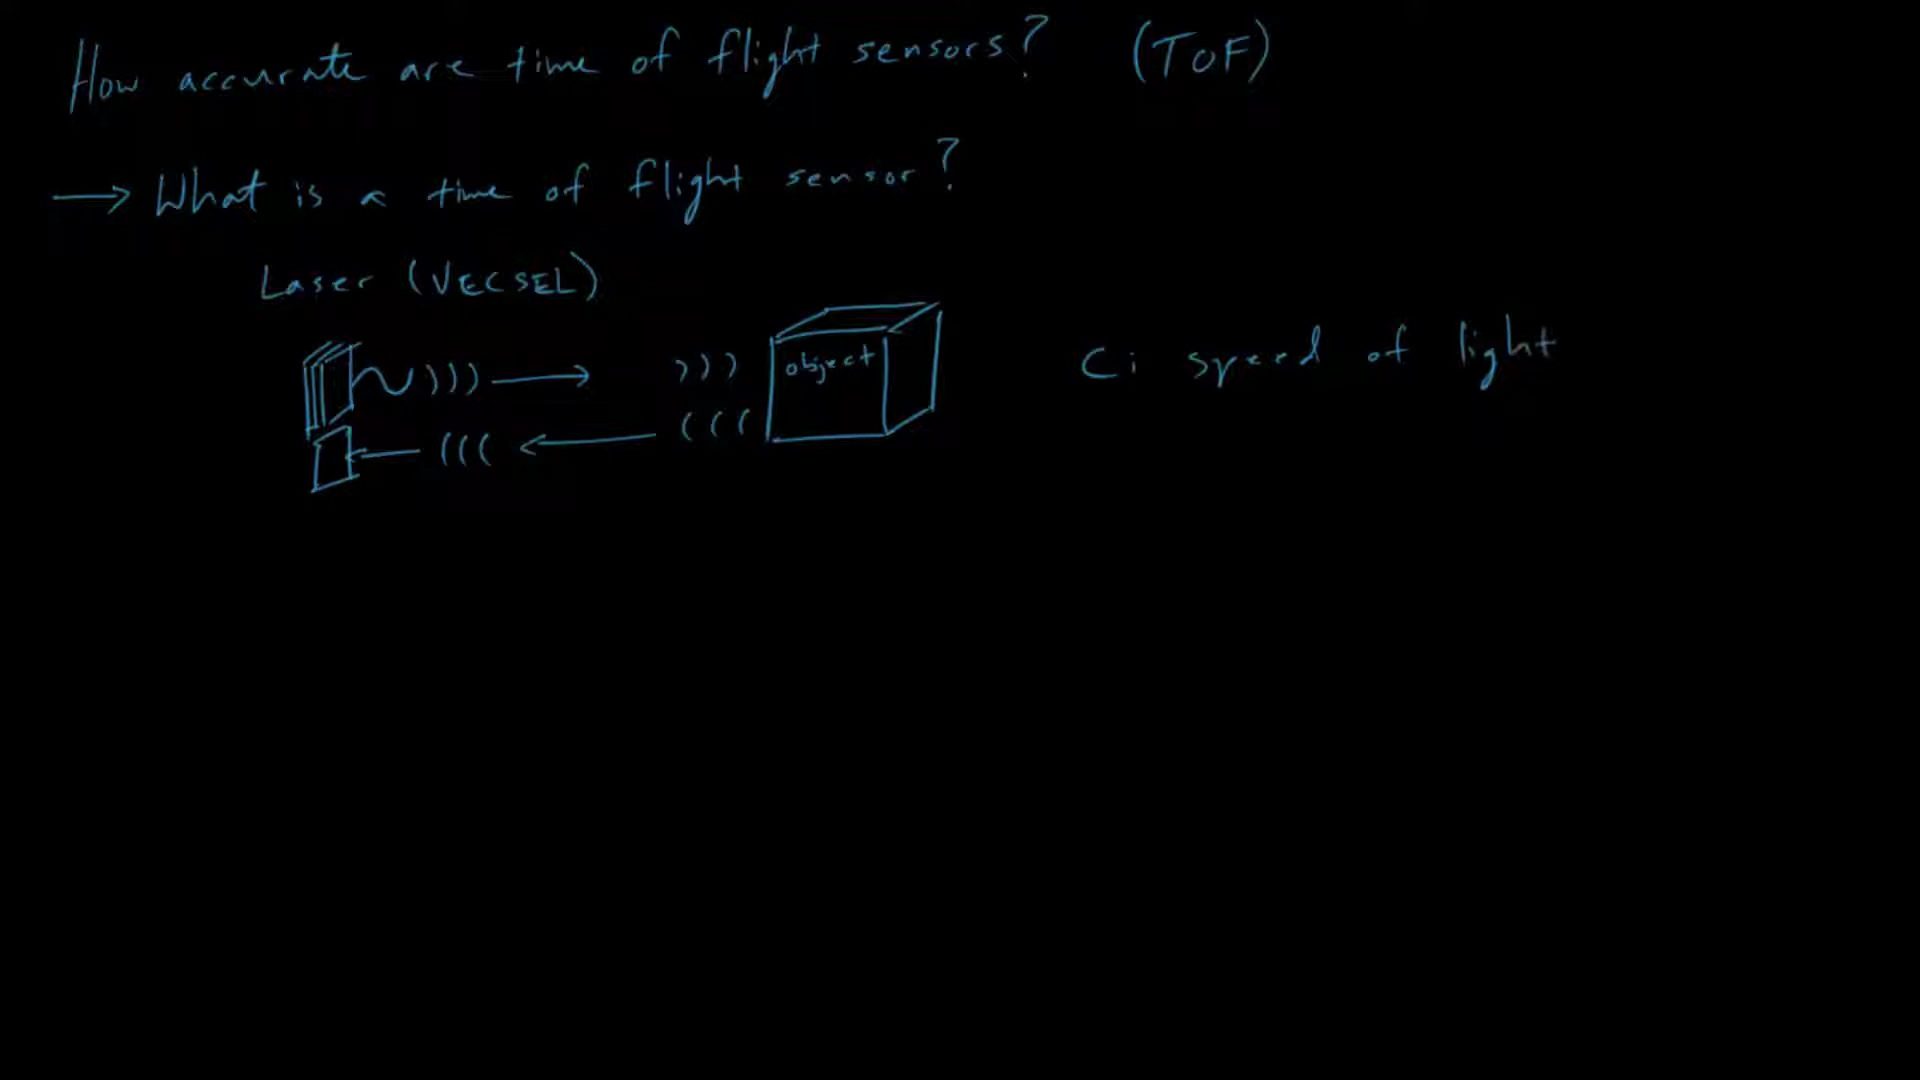 How accurate are time of flight sensors? (TOF)
→ What is a time of flight sensor?
Laser (VECSEL)
object
C: speed of light